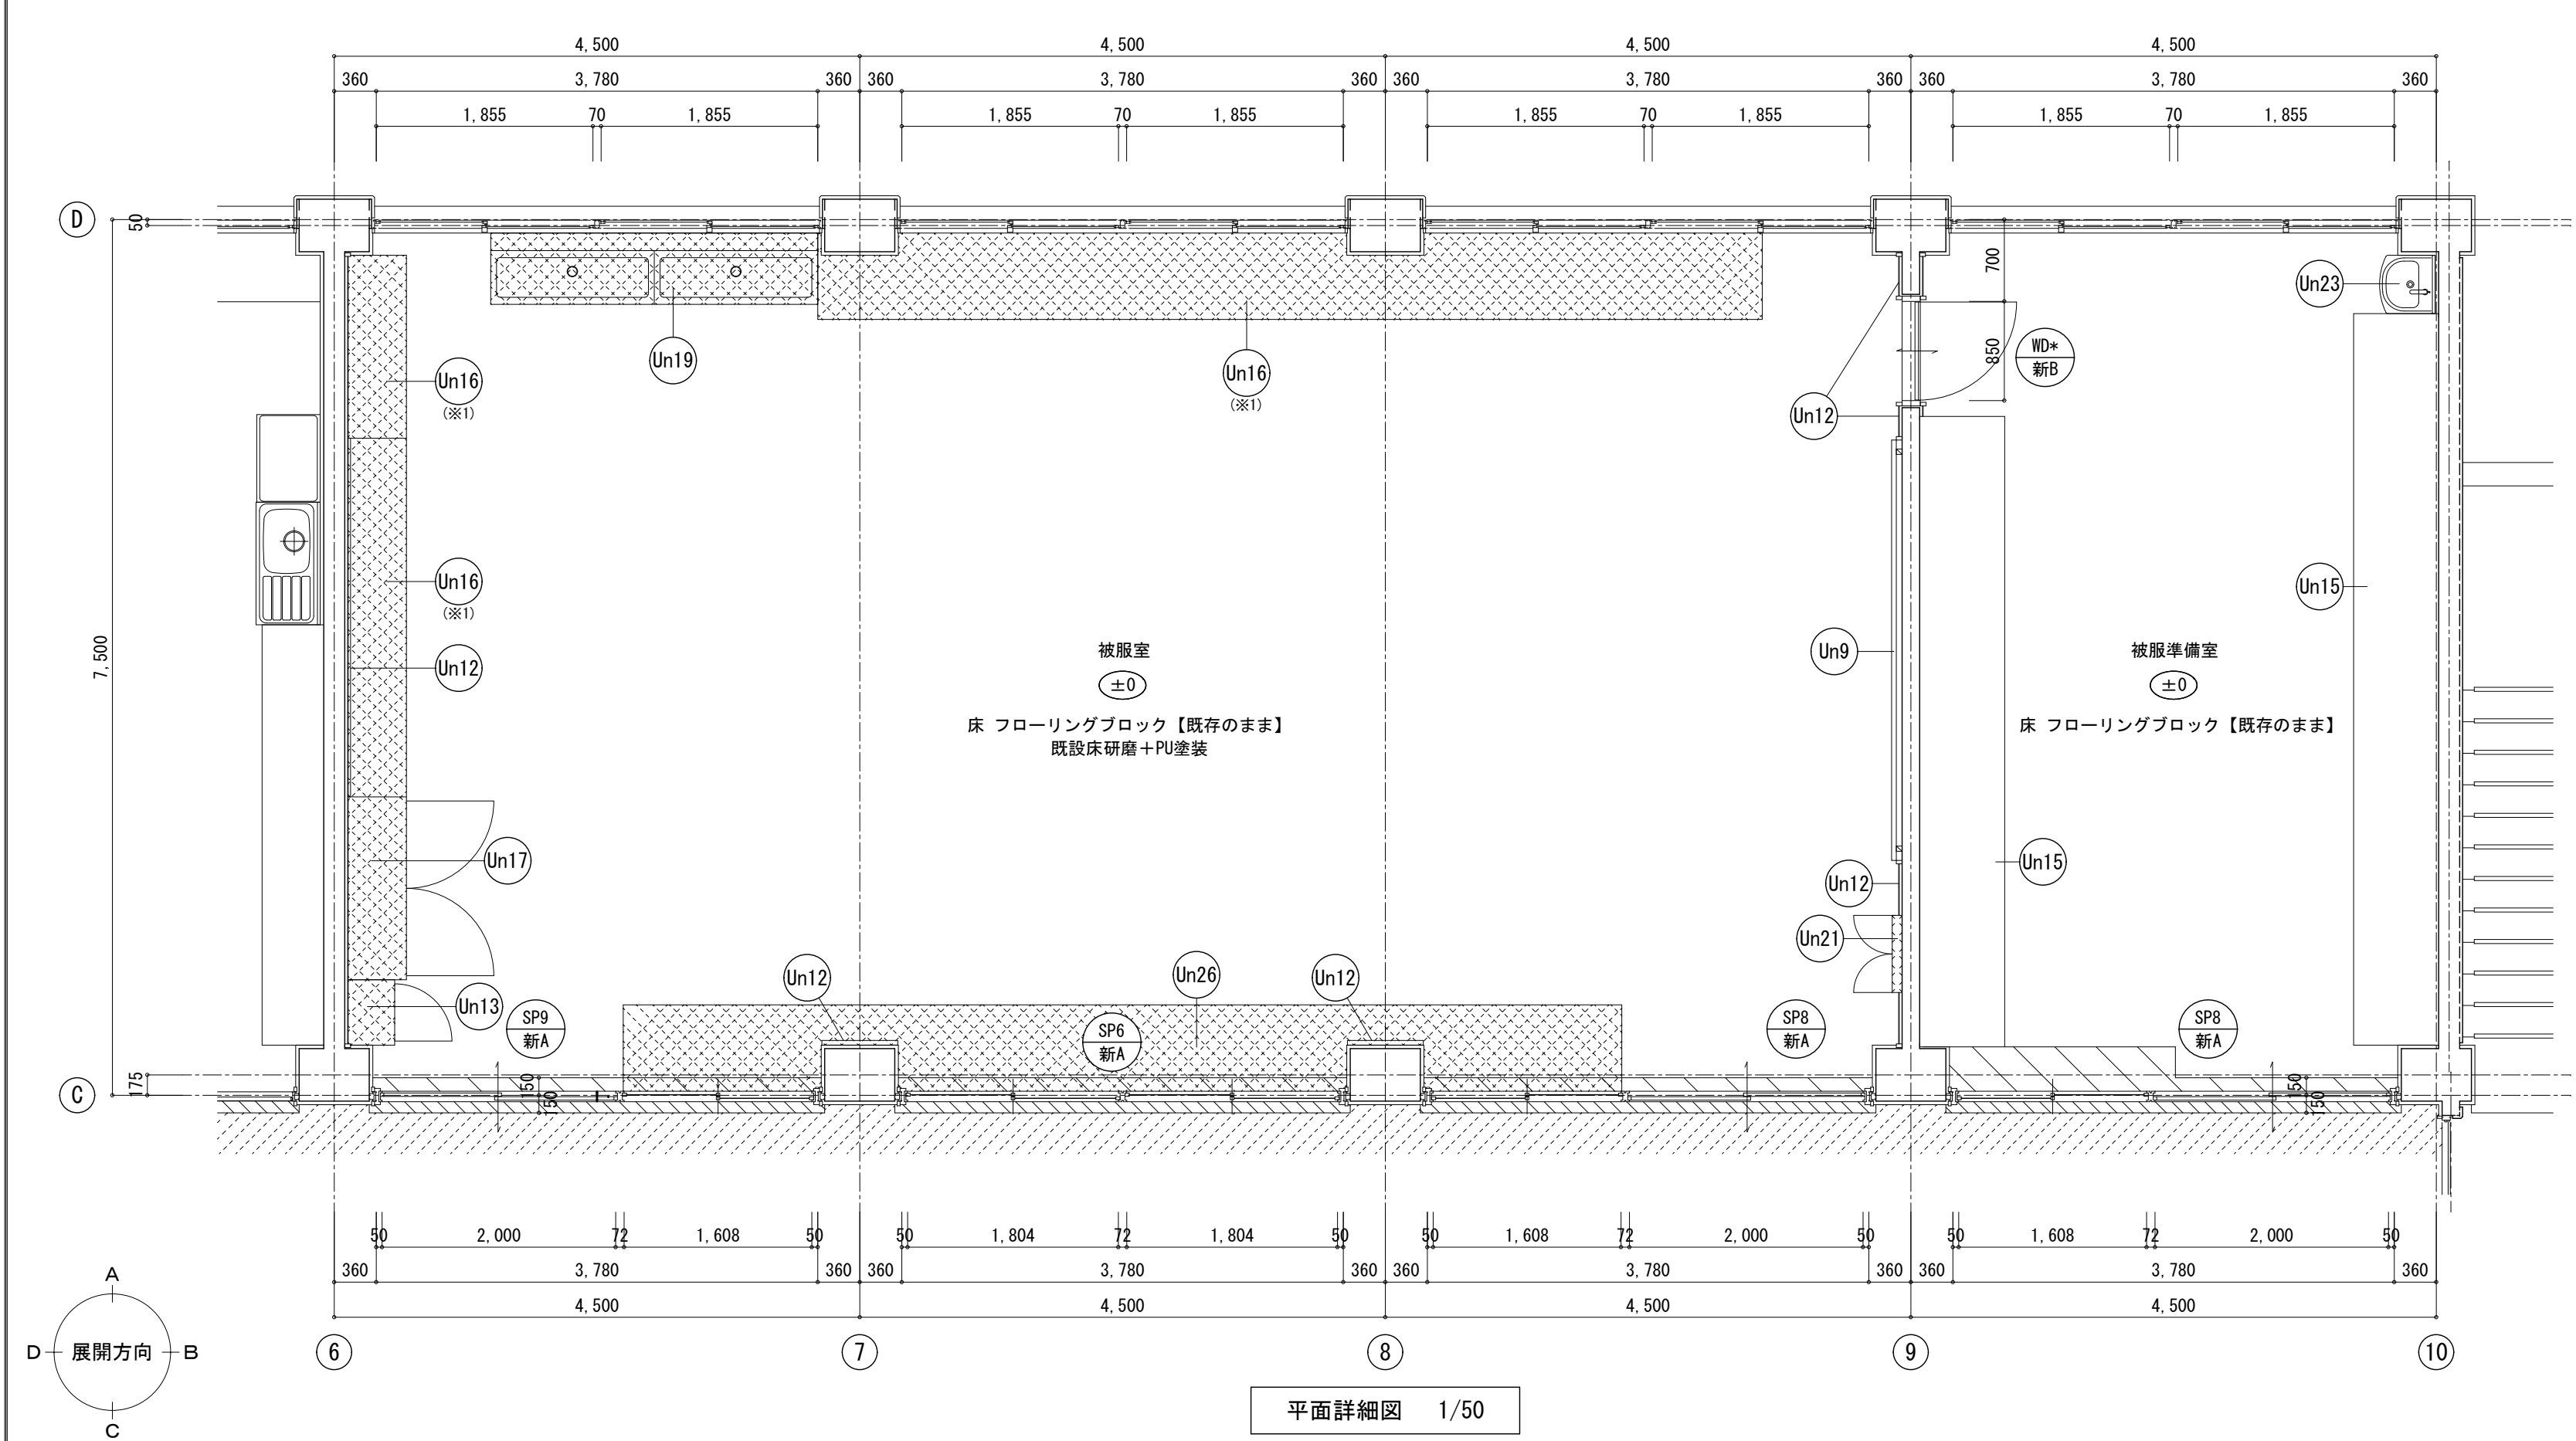 4,500 4,500 4,500 4,500
360 3,780 360 360 3,780 360 360 3,780 360 360 3,780 360
1,855 70 1,855 1,855 70 1,855 1,855 70 1,855 1,855 70 1,855
D
50
700
Un23
WD*
新B
850
Un19
Un16
(※1)
Un16
(※1)
Un12
Un16
(※1)
Un15
7,500
Un12
被服室
Un9
被服準備室
±0
±0
床 フローリングブロック【既存のまま】
床 フローリングブロック【既存のまま】
既設床研磨＋PU塗装
Un17
Un15
Un12
Un21
Un12
Un26
Un12
Un13
SP9
新A
SP6
新A
SP8
新A
SP8
新A
175
C
150
150
150
150
50 2,000 72 1,608 50 50 1,804 72 1,804 50 50 1,608 72 2,000 50 50 1,608 72 2,000 50
360 3,780 360 360 3,780 360 360 3,780 360 360 3,780 360
4,500 4,500 4,500 4,500
6 7 8 9 10
A
D 展開方向 B
C
平面詳細図 1/50